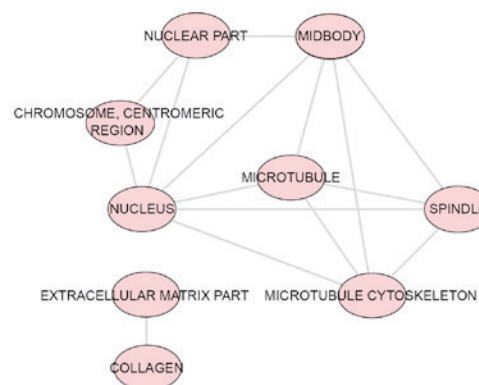 NUCLEAR PART
MIDBODY
CHROMOSOME, CENTROMERIC
REGION
MICROTUBULE
NUCLEUS
SPINDL
EXTRACELLULAR MATRIX PART
MICROTUBULE CYTOSKELETON
COLLAGEN